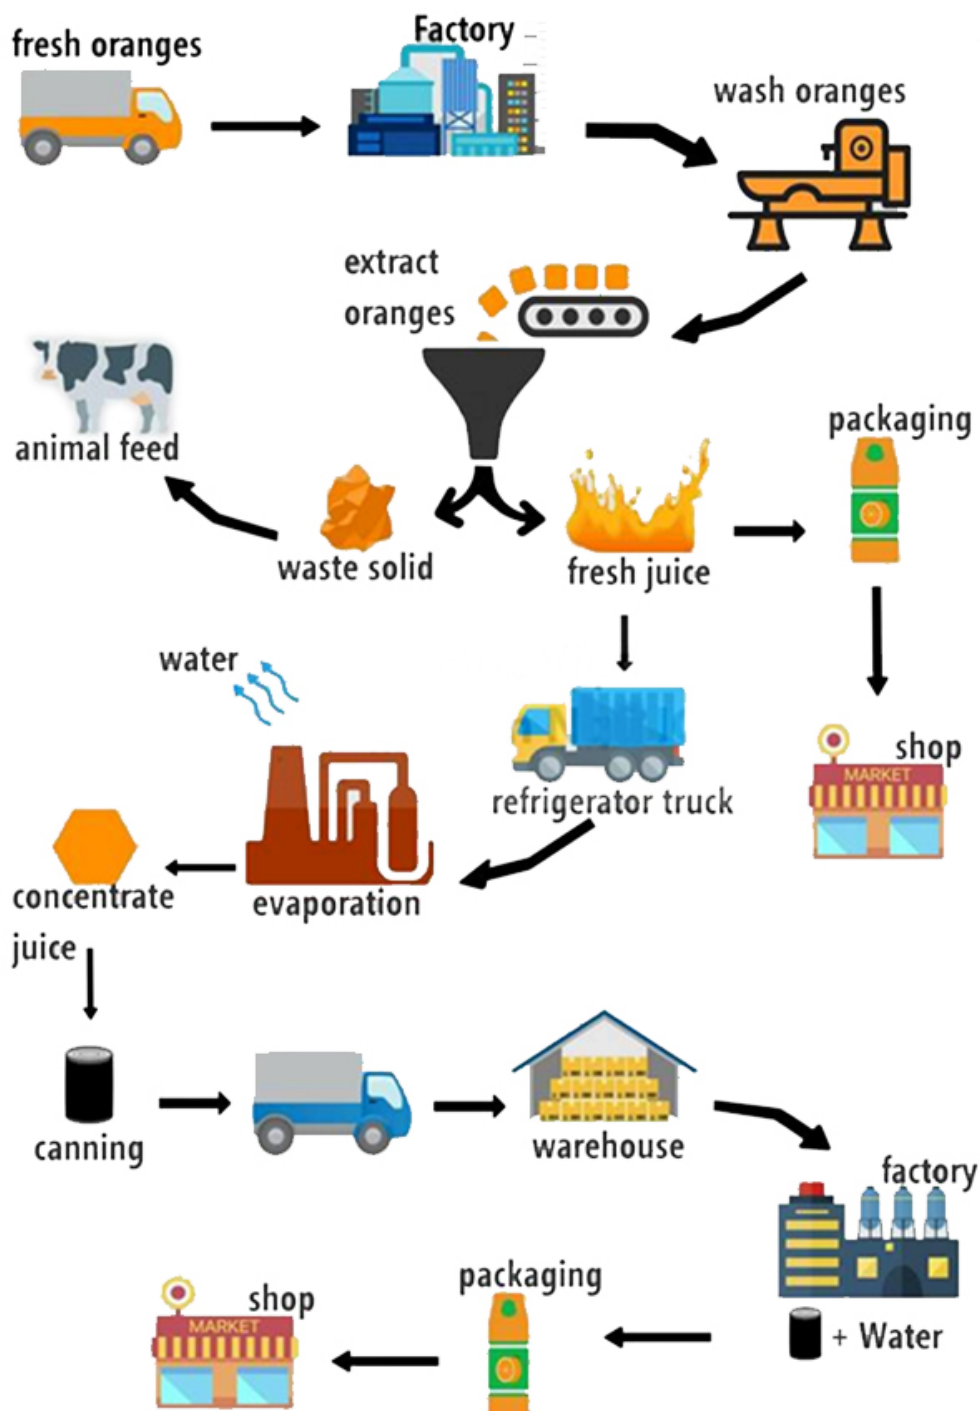 fresh oranges
Factory
wash oranges
extract
oranges
animal feed
packaging
waste solid
fresh juice
water
shop
MARKET
refrigerator truck
concentrate
juice
evaporation
canning
warehouse
factory
+ Water
packaging
shop
MARKET